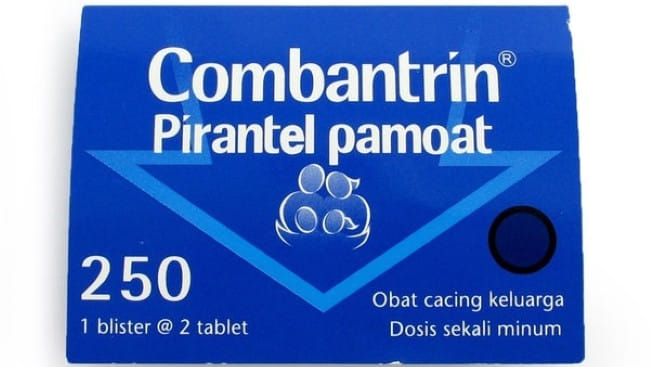 Combantrin®
Pirantel pamoat
250
1 blister @ 2 tablet
Obat cacing keluarga
Dosis sekali minum